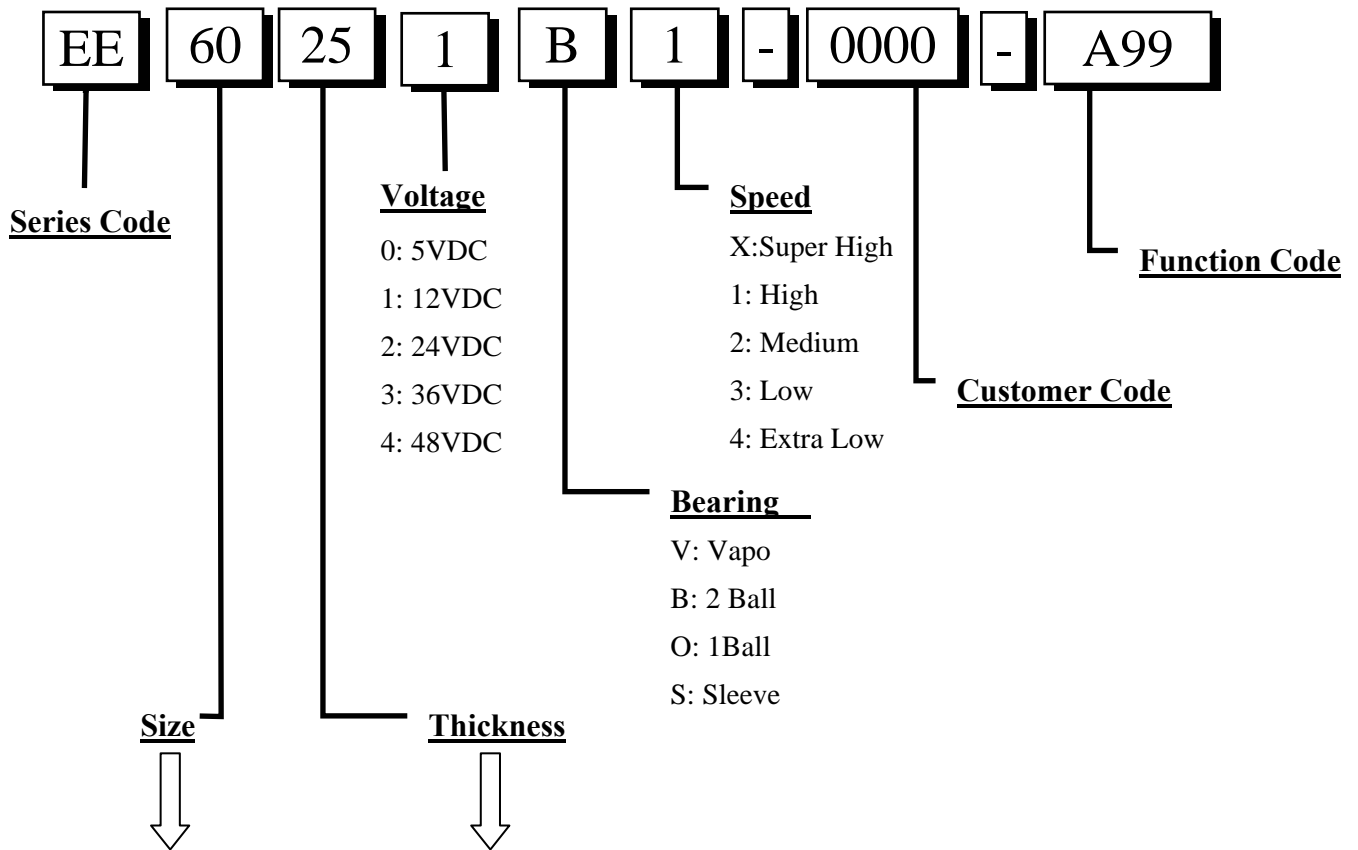 EE 60 25 1 B 1 - 0000 - A99
Series Code
Voltage
0: 5VDC
1: 12VDC
2: 24VDC
3: 36VDC
4: 48VDC
Speed
X:Super High
1: High
2: Medium
3: Low
4: Extra Low
Function Code
Customer Code
Bearing
V: Vapo
B: 2 Ball
O: 1Ball
S: Sleeve
Size
Thickness